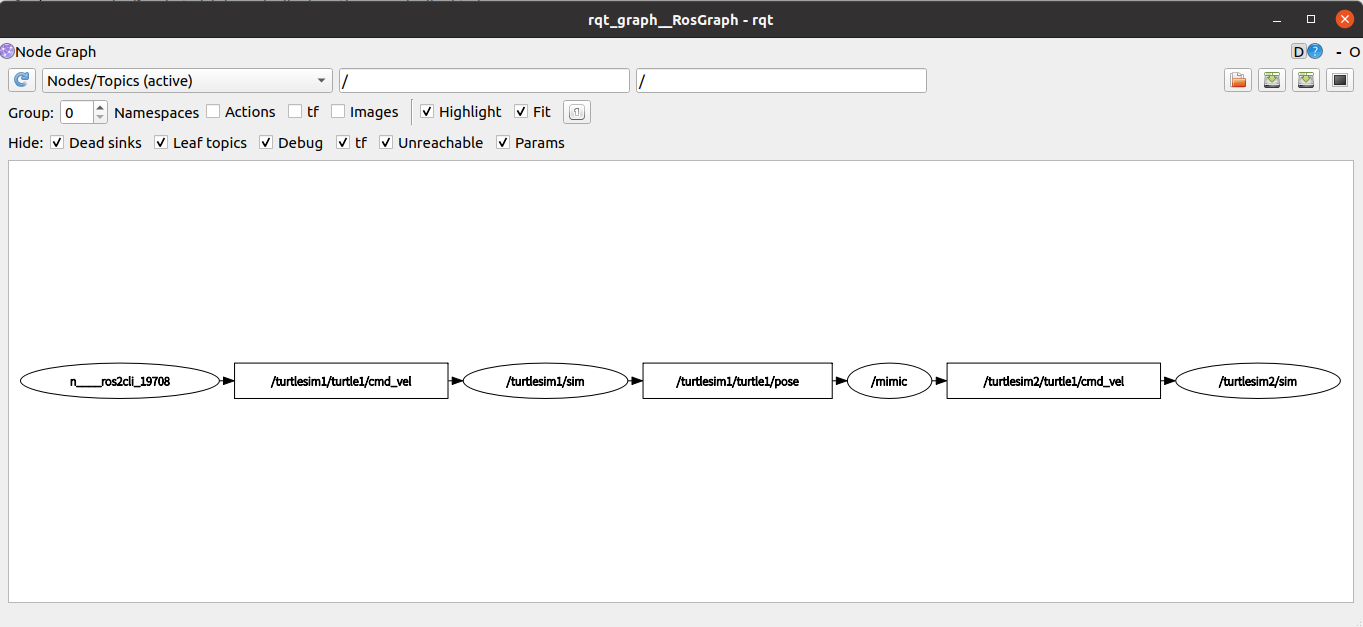 rqt_graph__RosGraph - rqt
Node Graph D ? - O
Nodes/Topics (active) / /
Group: 0 Namespaces Actions tf Images Highlight Fit
Hide: Dead sinks Leaf topics Debug tf Unreachable Params
n____ros2cli_19708 /turtlesim1/turtle1/cmd_vel /turtlesim1/sim /turtlesim1/turtle1/pose /mimic /turtlesim2/turtle1/cmd_vel /turtlesim2/sim